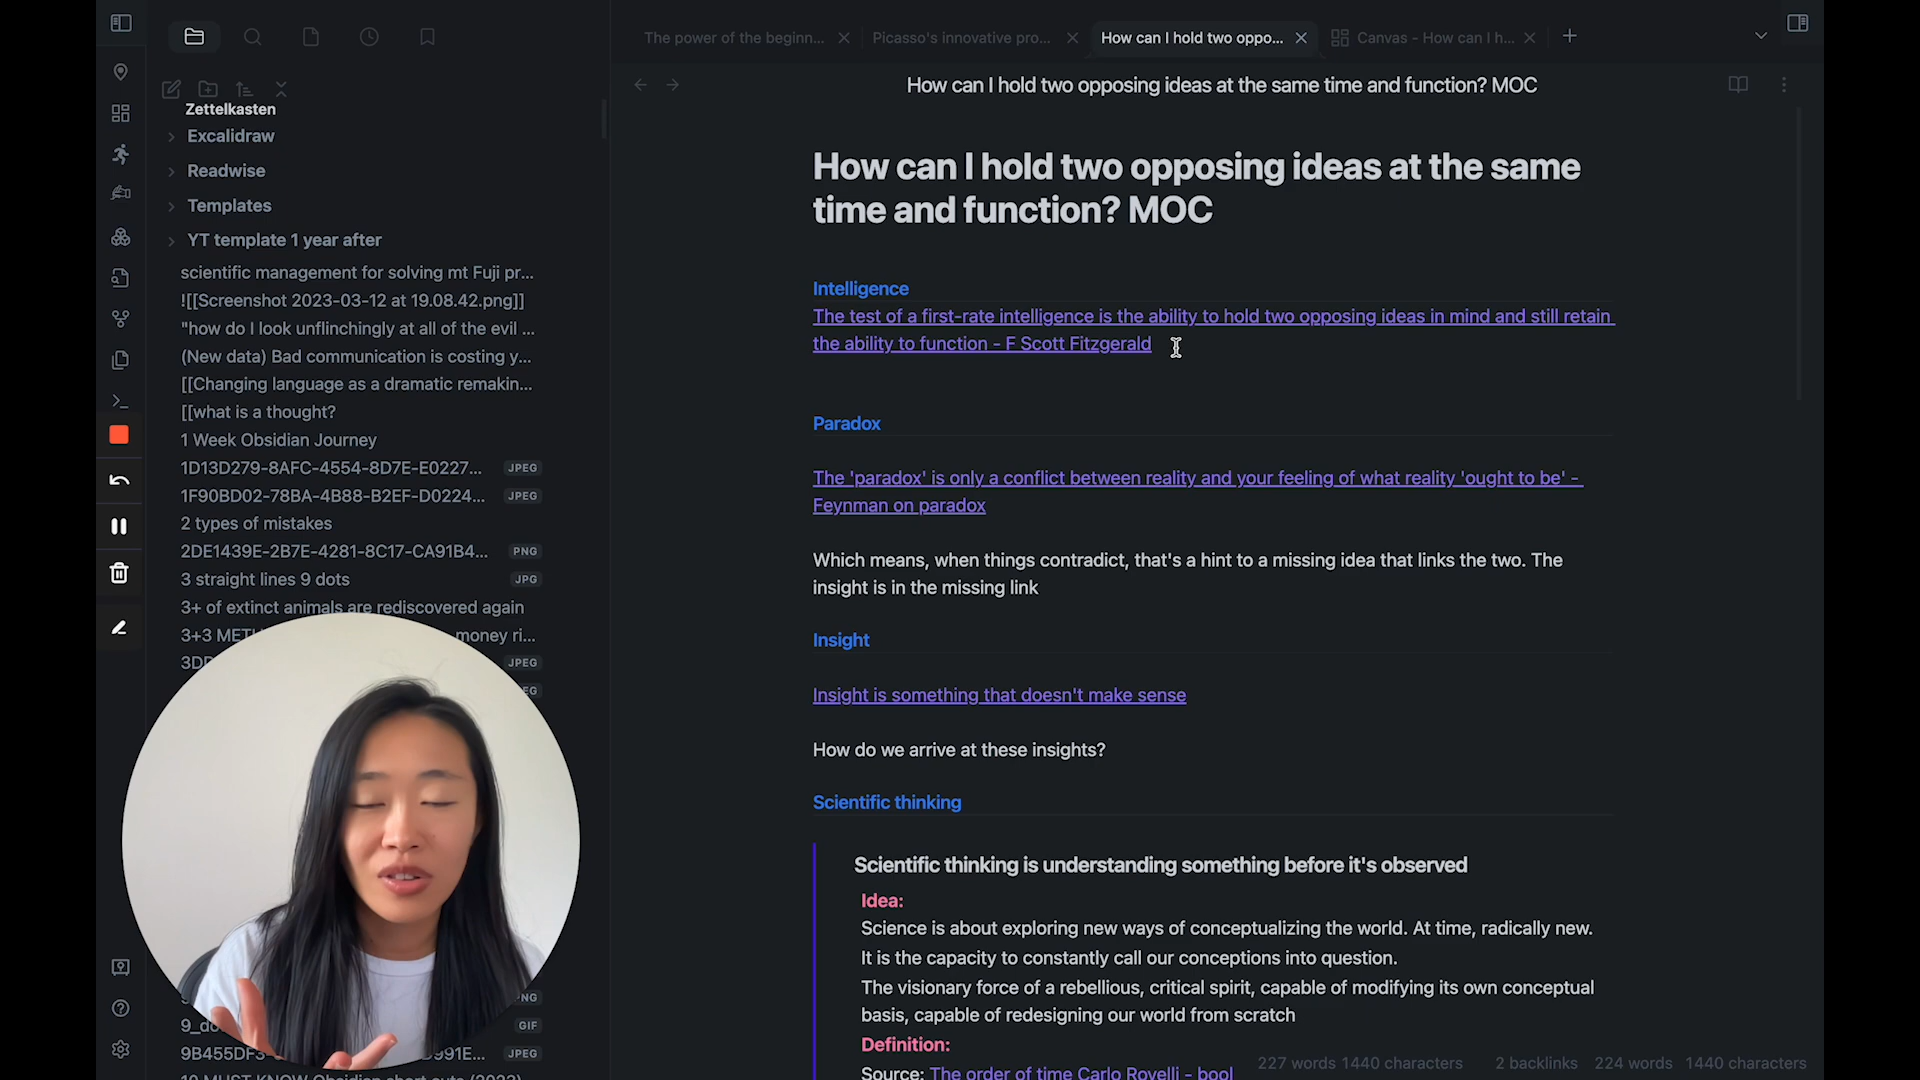 The power of the beginn...
Picasso's innovative pro...
How can I hold two oppo...
Canvas - How can I h...
How can I hold two opposing ideas at the same time and function? MOC
Zettelkasten
Excalidraw
Readwise
Templates
YT template 1 year after
scientific management for solving mt Fuji pr...
![[Screenshot 2023-03-12 at 19.08.42.png]]
"how do I look unflinchingly at all of the evil ...
(New data) Bad communication is costing y...
[[Changing language as a dramatic remakin...
[[what is a thought?
1 Week Obsidian Journey
1D13D279-8AFC-4554-8D7E-E0227... JPEG
1F90BD02-78BA-4B88-B2EF-D0224... JPEG
2 types of mistakes
2DE1439E-2B7E-4281-8C17-CA91B4... PNG
3 straight lines 9 dots JPG
3+ of extinct animals are rediscovered again
3+3 METH money ri...
JPEG
GIF
9B455DF3- 991E... JPEG
How can I hold two opposing ideas at the same
time and function? MOC
Intelligence
The test of a first-rate intelligence is the ability to hold two opposing ideas in mind and still retain
the ability to function - F Scott Fitzgerald
Paradox
The 'paradox' is only a conflict between reality and your feeling of what reality 'ought to be' -
Feynman on paradox
Which means, when things contradict, that's a hint to a missing idea that links the two. The
insight is in the missing link
Insight
Insight is something that doesn't make sense
How do we arrive at these insights?
Scientific thinking
Scientific thinking is understanding something before it's observed
Idea:
Science is about exploring new ways of conceptualizing the world. At time, radically new.
It is the capacity to constantly call our conceptions into question.
The visionary force of a rebellious, critical spirit, capable of modifying its own conceptual
basis, capable of redesigning our world from scratch
Definition:
Source: The order of time Carlo Rovelli - bool
227 words 1440 characters 2 backlinks 224 words 1440 characters